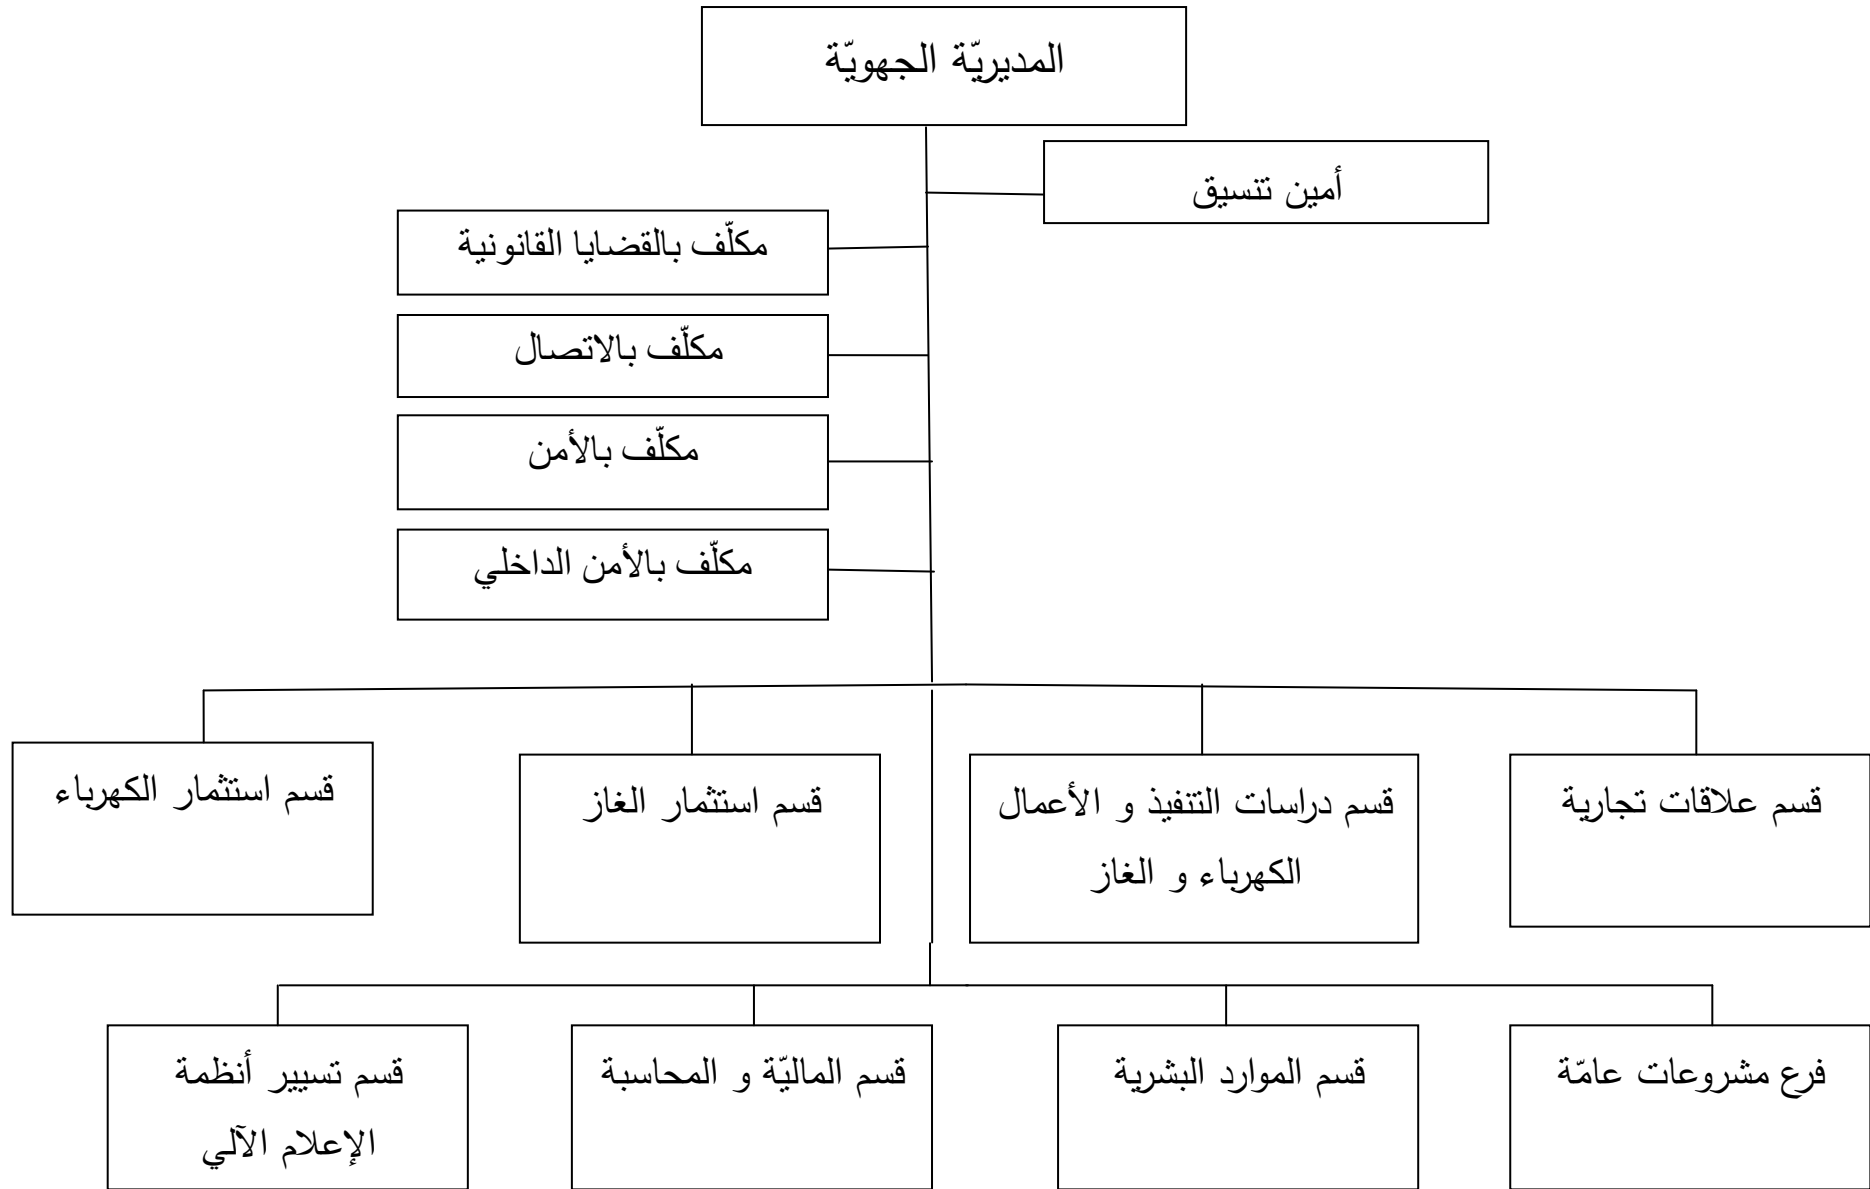 المديريّة الجهويّة
أمين تنسيق
مكلّف بالقضايا القانونية
مكلّف بالاتصال
مكلّف بالأمن
مكلّف بالأمن الداخلي
قسم علاقات تجارية
قسم دراسات التنفيذ و الأعمال
الكهرباء و الغاز
قسم استثمار الغاز
قسم استثمار الكهرباء
فرع مشروعات عامّة
قسم الموارد البشرية
قسم الماليّة و المحاسبة
قسم تسيير أنظمة
الإعلام الآلي